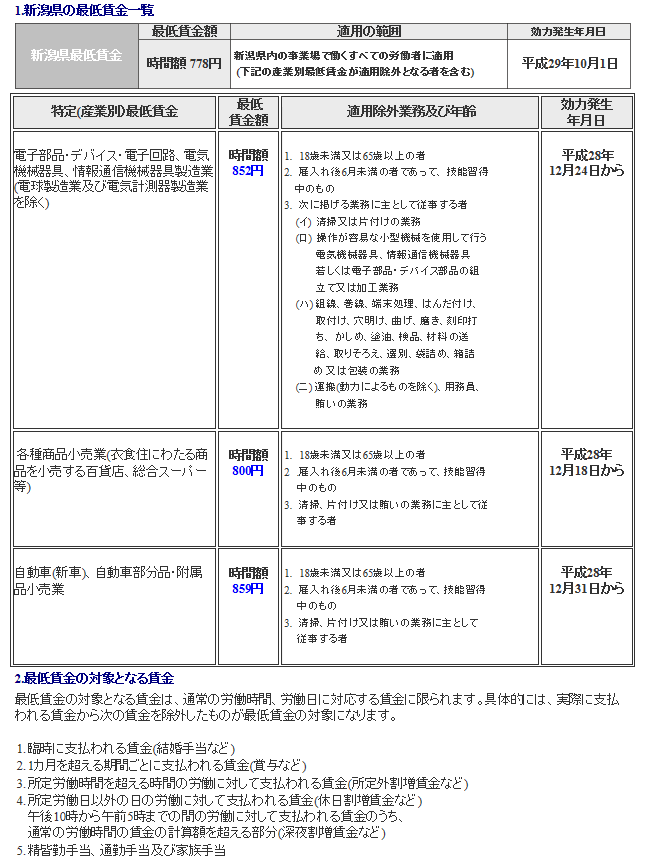 1.新潟県の最低賃金一覧
最低賃金額
適用の範囲
効力発生年月日
新潟県最低賃金
時間額 778円
新潟県内の事業場で働くすべての労働者に適用
(下記の産業別最低賃金が適用除外となる者を含む)
平成29年10月1日
特定(産業別)最低賃金
最低
賃金額
適用除外業務及び年齢
効力発生
年月日
電子部品・デバイス・電子回路、電気
機械器具、情報通信機械器具製造業
(電球製造業及び電気計測器製造業
を除く)
時間額
852円
1. 18歳未満又は65歳以上の者
2. 雇入れ後6月未満の者であって、技能習得
中のもの
3. 次に掲げる業務に主として従事する者
(イ) 清掃又は片付けの業務
(ロ) 操作が容易な小型機械を使用して行う
電気機械器具、情報通信機械器具
若しくは電子部品・デバイス部品の組
立て又は加工業務
(ハ) 組線、巻線、端末処理、はんだ付け、
取付け、穴明け、曲げ、磨き、刻印打
ち、かしめ、塗油、検品、材料の送
給、取りそろえ、選別、袋詰め、箱詰
め又は包装の業務
(ニ) 運搬(動力によるものを除く)、用務員、
賄いの業務
平成28年
12月24日から
各種商品小売業(衣食住にわたる商
品を小売する百貨店、総合スーパー
等)
時間額
800円
1. 18歳未満又は65歳以上の者
2 雇入れ後6月未満の者であって、技能習得
中のもの
3. 清掃、片付け又は賄いの業務に主として従
事する者
平成28年
12月18日から
自動車(新車)、自動車部分品・附属
品小売業
時間額
859円
1. 18歳未満又は65歳以上の者
2. 雇入れ後6月未満の者であって、技能習得
中のもの
3. 清掃、片付け又は賄いの業務に主として
従事する者
平成28年
12月31日から
2.最低賃金の対象となる賃金
最低賃金の対象となる賃金は、通常の労働時間、労働日に対応する賃金に限られます。具体的には、実際に支払
われる賃金から次の賃金を除外したものが最低賃金の対象になります。
1.臨時に支払われる賃金(結婚手当など)
2.1カ月を超える期間ごとに支払われる賃金(賞与など)
3.所定労働時間を超える時間の労働に対して支払われる賃金(所定外割増賃金など)
4.所定労働日以外の日の労働に対して支払われる賃金(休日割増賃金など)
午後10時から午前5時までの間の労働に対して支払われる賃金のうち、
通常の労働時間の賃金の計算額を超える部分(深夜割増賃金など)
5.精皆勤手当、通勤手当及び家族手当